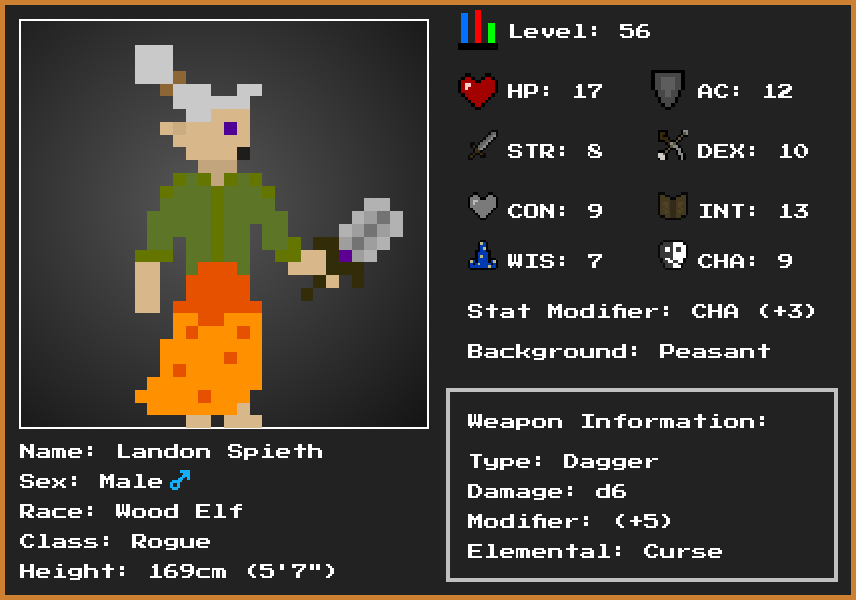 Level: 56
HP: 17
AC: 12
STR: 8
DEX: 10
CON: 9
INT: 13
WIS: 7
CHA: 9
Stat Modifier: CHA (+3)
Background: Peasant
Weapon Information:
Type: Dagger
Damage: d6
Modifier: (+5)
Elemental: Curse
Name: Landon Spieth
Sex: Male♂
Race: Wood Elf
Class: Rogue
Height: 169cm (5'7")